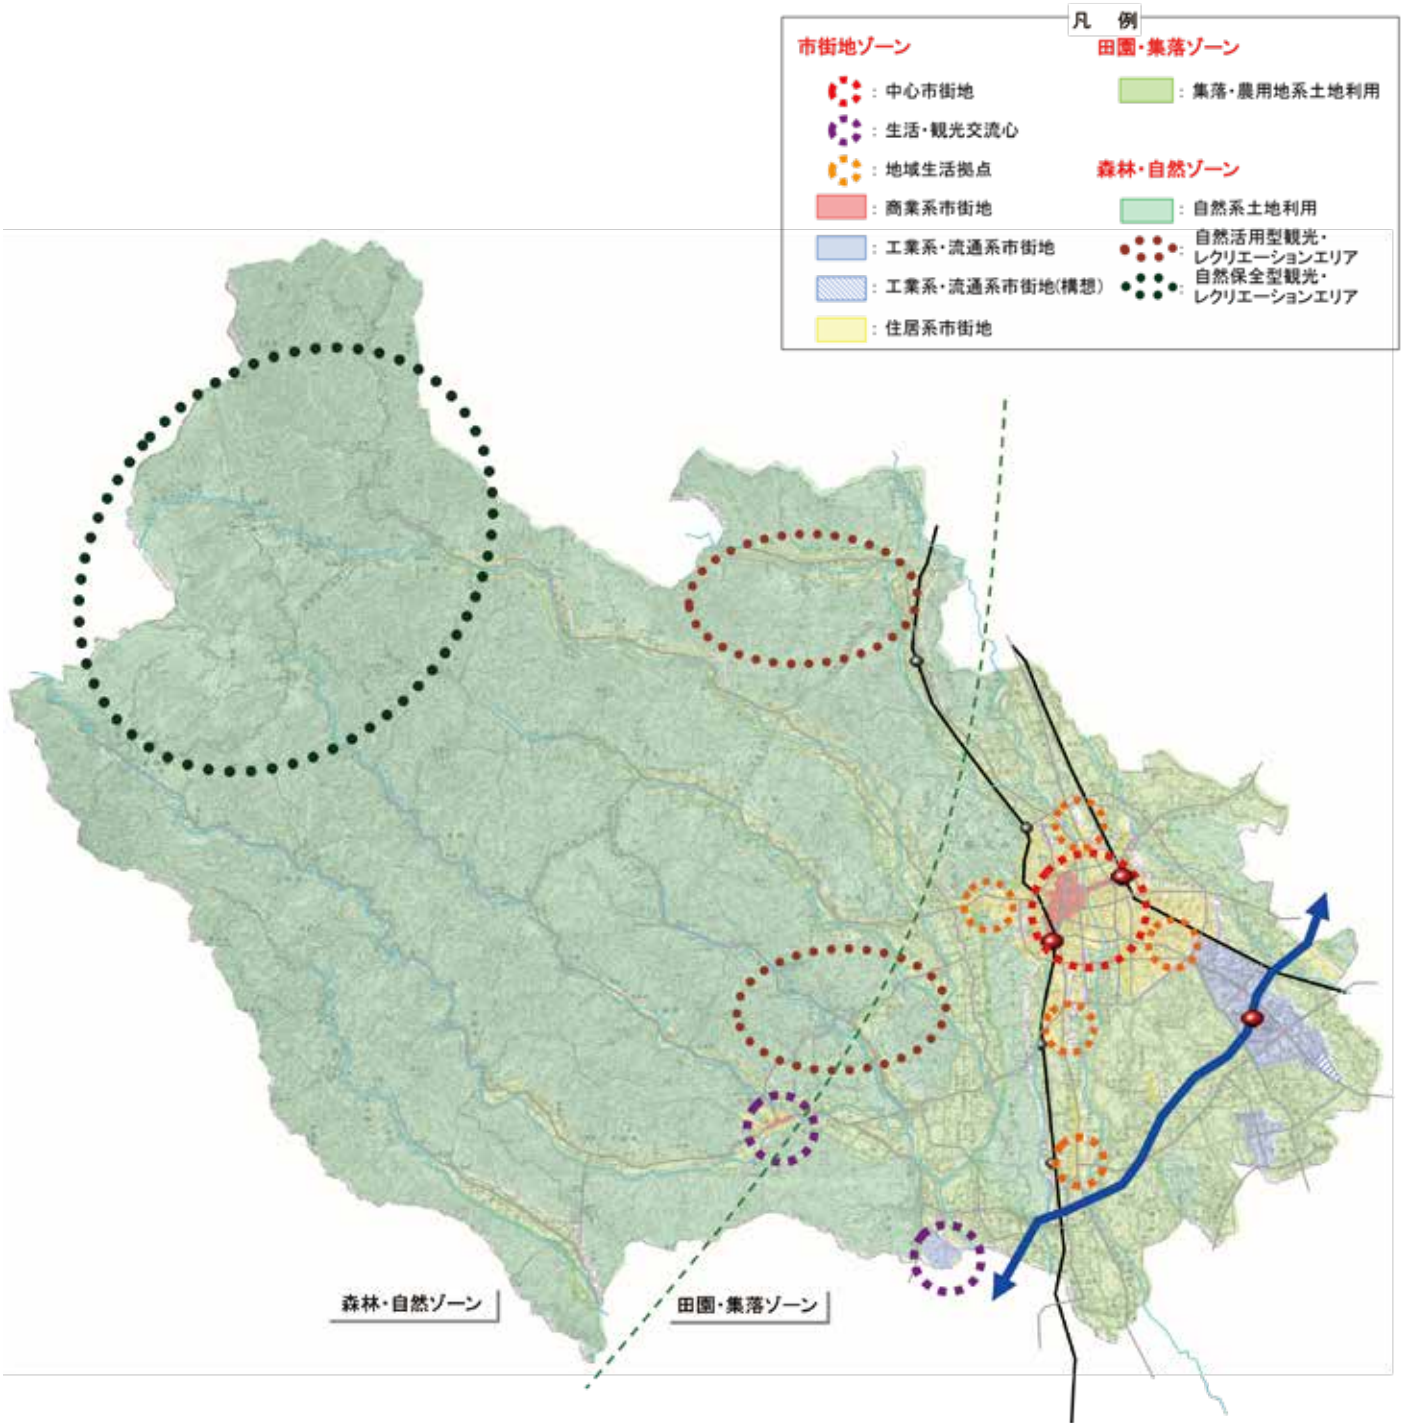 凡 例
市街地ゾーン
: 中心市街地
: 生活・観光交流心
: 地域生活拠点
: 商業系市街地
: 工業系・流通系市街地
: 工業系・流通系市街地(構想)
: 住居系市街地
田園・集落ゾーン
: 集落・農用地系土地利用
森林・自然ゾーン
: 自然系土地利用
: 自然活用型観光・
レクリエーションエリア
: 自然保全型観光・
レクリエーションエリア
森林・自然ゾーン
田園・集落ゾーン